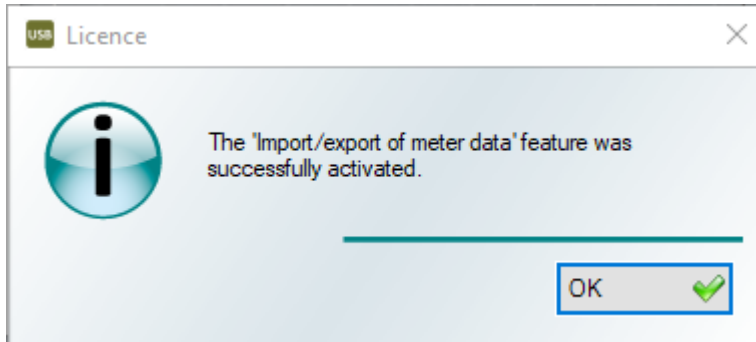 USB Licence
The 'Import/export of meter data' feature was
successfully activated.
OK